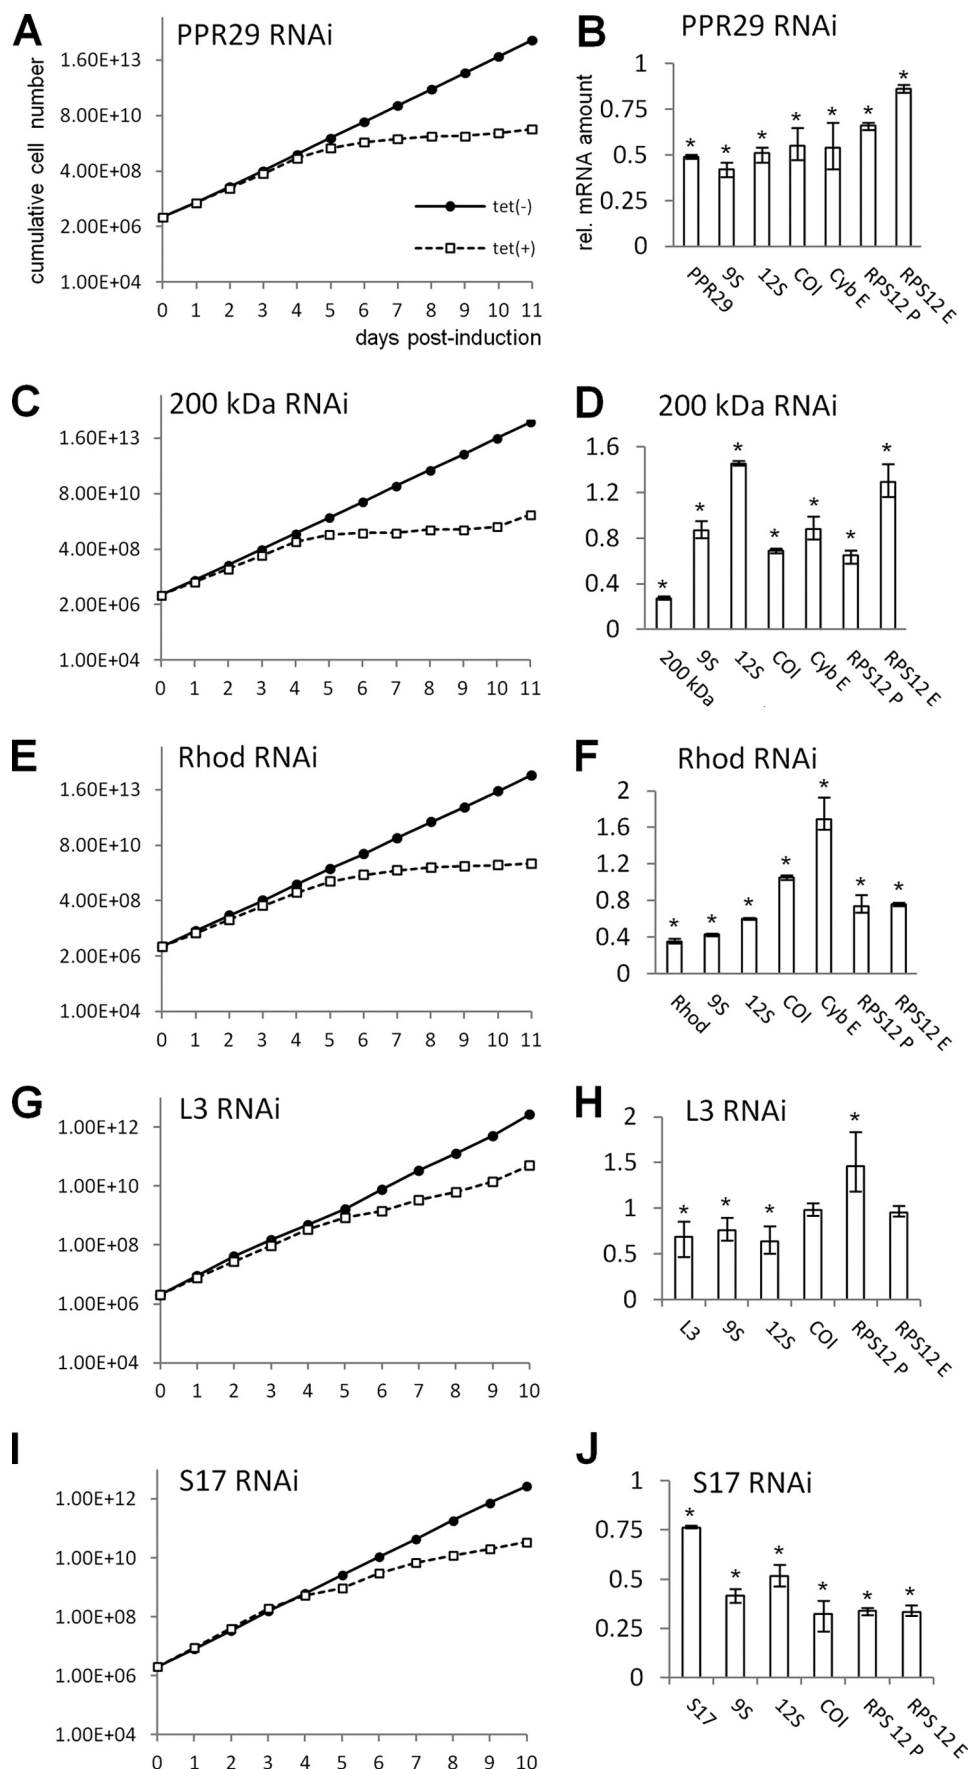 A
PPR29 RNAi
cumulative cell number
1.60E+13
8.00E+10
4.00E+08
2.00E+06
1.00E+04
tet(-)
tet(+)
0 1 2 3 4 5 6 7 8 9 10 11
days post-induction
B
PPR29 RNAi
rel. mRNA amount
1
0.75
0.5
0.25
0
* * * * * * *
PPR29 9S 12S COI Cyb E RPS12 P RPS12 E
C
200 kDa RNAi
1.60E+13
8.00E+10
4.00E+08
2.00E+06
1.00E+04
0 1 2 3 4 5 6 7 8 9 10 11
D
200 kDa RNAi
1.6
1.2
0.8
0.4
0
* * * * * * *
200 kDa 9S 12S COI Cyb E RPS12 P RPS12 E
E
Rhod RNAi
1.60E+13
8.00E+10
4.00E+08
2.00E+06
1.00E+04
0 1 2 3 4 5 6 7 8 9 10 11
F
Rhod RNAi
2
1.6
1.2
0.8
0.4
0
* * * * * * *
Rhod 9S 12S COI Cyb E RPS12 P RPS12 E
G
L3 RNAi
1.00E+12
1.00E+10
1.00E+08
1.00E+06
1.00E+04
0 1 2 3 4 5 6 7 8 9 10
H
L3 RNAi
2
1.5
1
0.5
0
* * * *
L3 9S 12S COI RPS12 P RPS12 E
I
S17 RNAi
1.00E+12
1.00E+10
1.00E+08
1.00E+06
1.00E+04
0 1 2 3 4 5 6 7 8 9 10
J
S17 RNAi
1
0.75
0.5
0.25
0
* * * * * *
S17 9S 12S COI RPS 12 P RPS 12 E